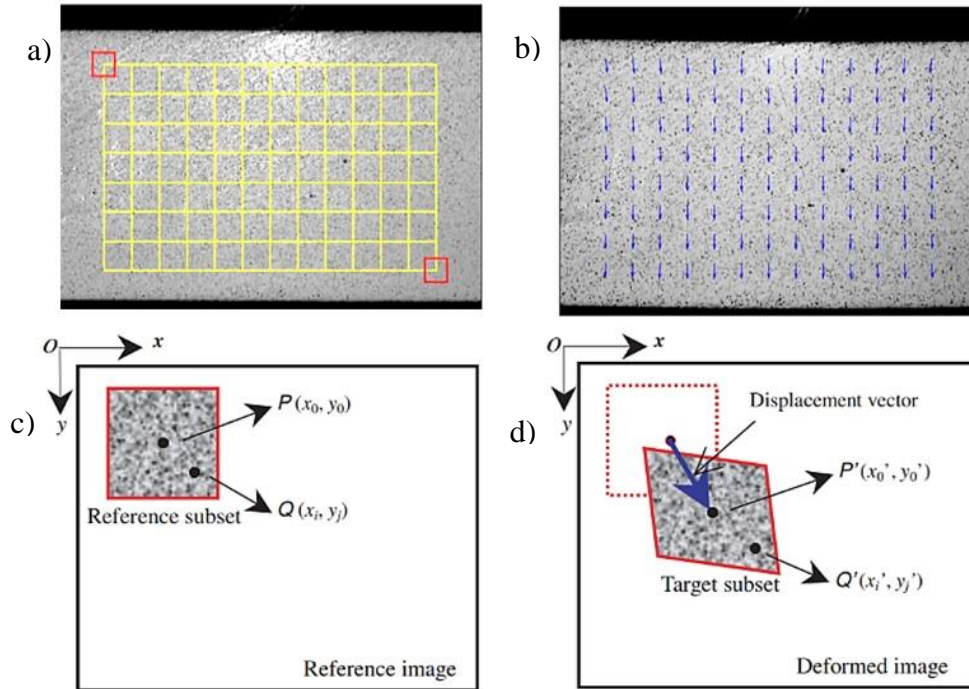 a)
b)
O x
y
c)
P (x₀, y₀)
Q (xᵢ, yⱼ)
Reference subset
Reference image
O x
y
d)
Displacement vector
P’(x₀’, y₀’)
Q’(xᵢ’, yⱼ’)
Target subset
Deformed image